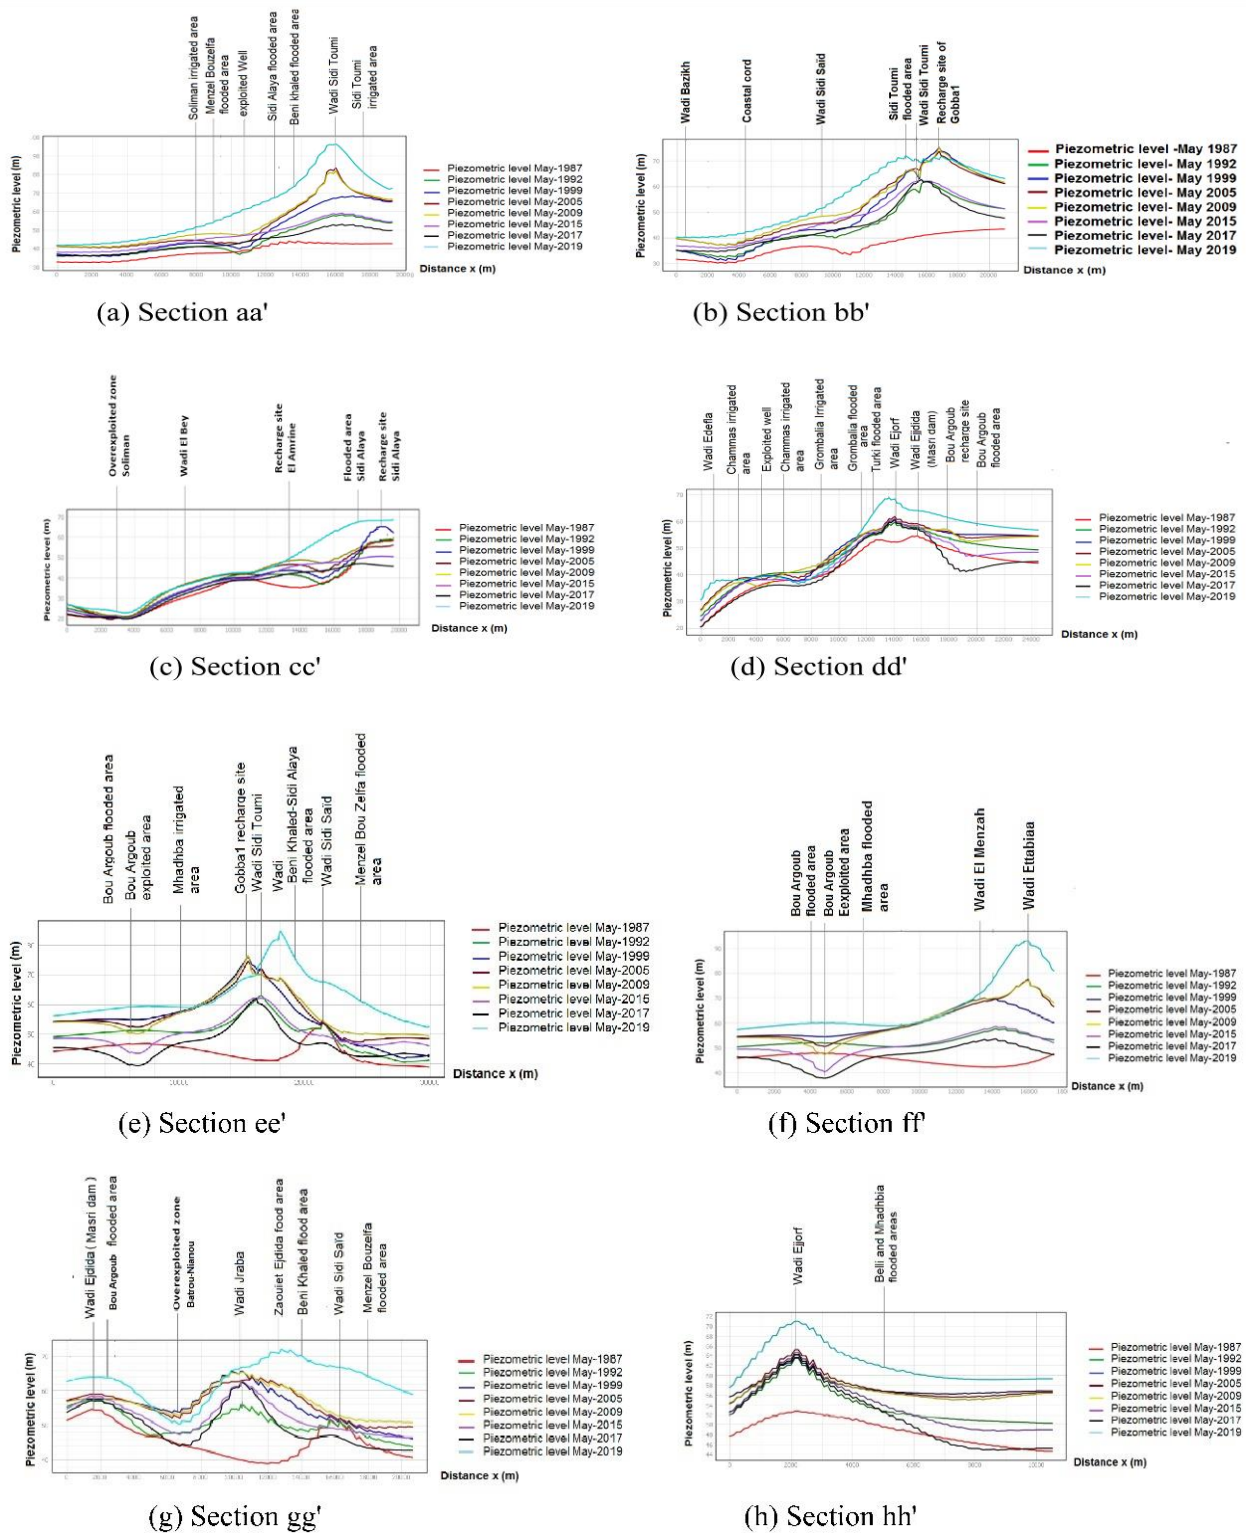 Soliman irrigated area
Menzel Bouzelfa
flooded area
exploited Well
Sidi Alaya flooded area
Beni khaled flooded area
Wadi Sidi Toumi
Sidi Toumi
irrigated area
Piezometric level (m)
Piezometric level May-1987
Piezometric level May-1992
Piezometric level May-1999
Piezometric level May-2005
Piezometric level May-2009
Piezometric level May-2015
Piezometric level May-2017
Piezometric level May-2019
Distance x (m)
(a) Section aa'
Wadi Bazikh
Coastal cord
Wadi Sidi Saïd
Sidi Toumi
flooded area
Wadi Sidi Toumi
Recharge site of
Gobba1
Piezometric level (m)
Piezometric level -May 1987
Piezometric level- May 1992
Piezometric level- May 1999
Piezometric level- May 2005
Piezometric level- May 2009
Piezometric level- May 2015
Piezometric level- May 2017
Piezometric level- May 2019
Distance x (m)
(b) Section bb'
Overexploited zone
Soliman
Wadi El Bey
Recharge site
El Amrine
Flooded area
Sidi Alaya
Recharge site
Sidi Alaya
Piezometric level (m)
Piezometric level May-1987
Piezometric level May-1992
Piezometric level May-1999
Piezometric level May-2005
Piezometric level May-2009
Piezometric level May-2015
Piezometric level May-2017
Piezometric level May-2019
Distance x (m)
(c) Section cc'
Wadi Edefla
Chammas irrigated
area
Exploited well
Chammas irrigated
area
Grombalia Irrigated
area
Grombalia flooded
area
Turki flooded area
Wadi Ejorf
Wadi Ejjdida
(Masri dam)
Bou Argoub
recharge site
Bou Argoub
flooded area
Piezometric level (m)
Piezometric level May-1987
Piezometric level May-1992
Piezometric level May-1999
Piezometric level May-2005
Piezometric level May-2009
Piezometric level May-2015
Piezometric level May-2017
Piezometric level May-2019
Distance x (m)
(d) Section dd'
Bou Argoub flooded area
Bou Argoub
exploited area
Mhadhba irrigated
area
Gobba1 recharge site
Wadi Sidi Toumi
Wadi
Beni Khaled-Sidi Alaya
flooded area
Wadi Sidi Saïd
Menzel Bou Zelfa flooded
area
Piezometric level (m)
Piezometric level May-1987
Piezometric level May-1992
Piezometric level May-1999
Piezometric level May-2005
Piezometric level May-2009
Piezometric level May-2015
Piezometric level May-2017
Piezometric level May-2019
Distance x (m)
(e) Section ee'
Bou Argoub
flooded area
Bou Argoub
Eexploited area
Mhadhba flooded
area
Wadi El Menzah
Wadi Ettabiaa
Piezometric level (m)
Piezometric level May-1987
Piezometric level May-1992
Piezometric level May-1999
Piezometric level May-2005
Piezometric level May-2009
Piezometric level May-2015
Piezometric level May-2017
Piezometric level May-2019
Distance x (m)
(f) Section ff'
Wadi Ejdida ( Masri dam )
Bou Argoub flooded area
Overexploited zone
Batrou-Nianou
Wadi Jraba
Zaouiet Ejdida food area
Beni Khaled flood area
Wadi Sidi Saïd
Menzel Bouzelfa
flooded area
Piezometric level (m)
Piezometric level May-1987
Piezometric level May-1992
Piezometric level May-1999
Piezometric level May-2005
Piezometric level May-2009
Piezometric level May-2015
Piezometric level May-2017
Piezometric level May-2019
Distance x (m)
(g) Section gg'
Wadi Ejjorf
Belli and Mhadhbia
flooded areas
Piezometric level (m)
Piezometric level May-1987
Piezometric level May-1992
Piezometric level May-1999
Piezometric level May-2005
Piezometric level May-2009
Piezometric level May-2015
Piezometric level May-2017
Piezometric level May-2019
Distance x (m)
(h) Section hh'